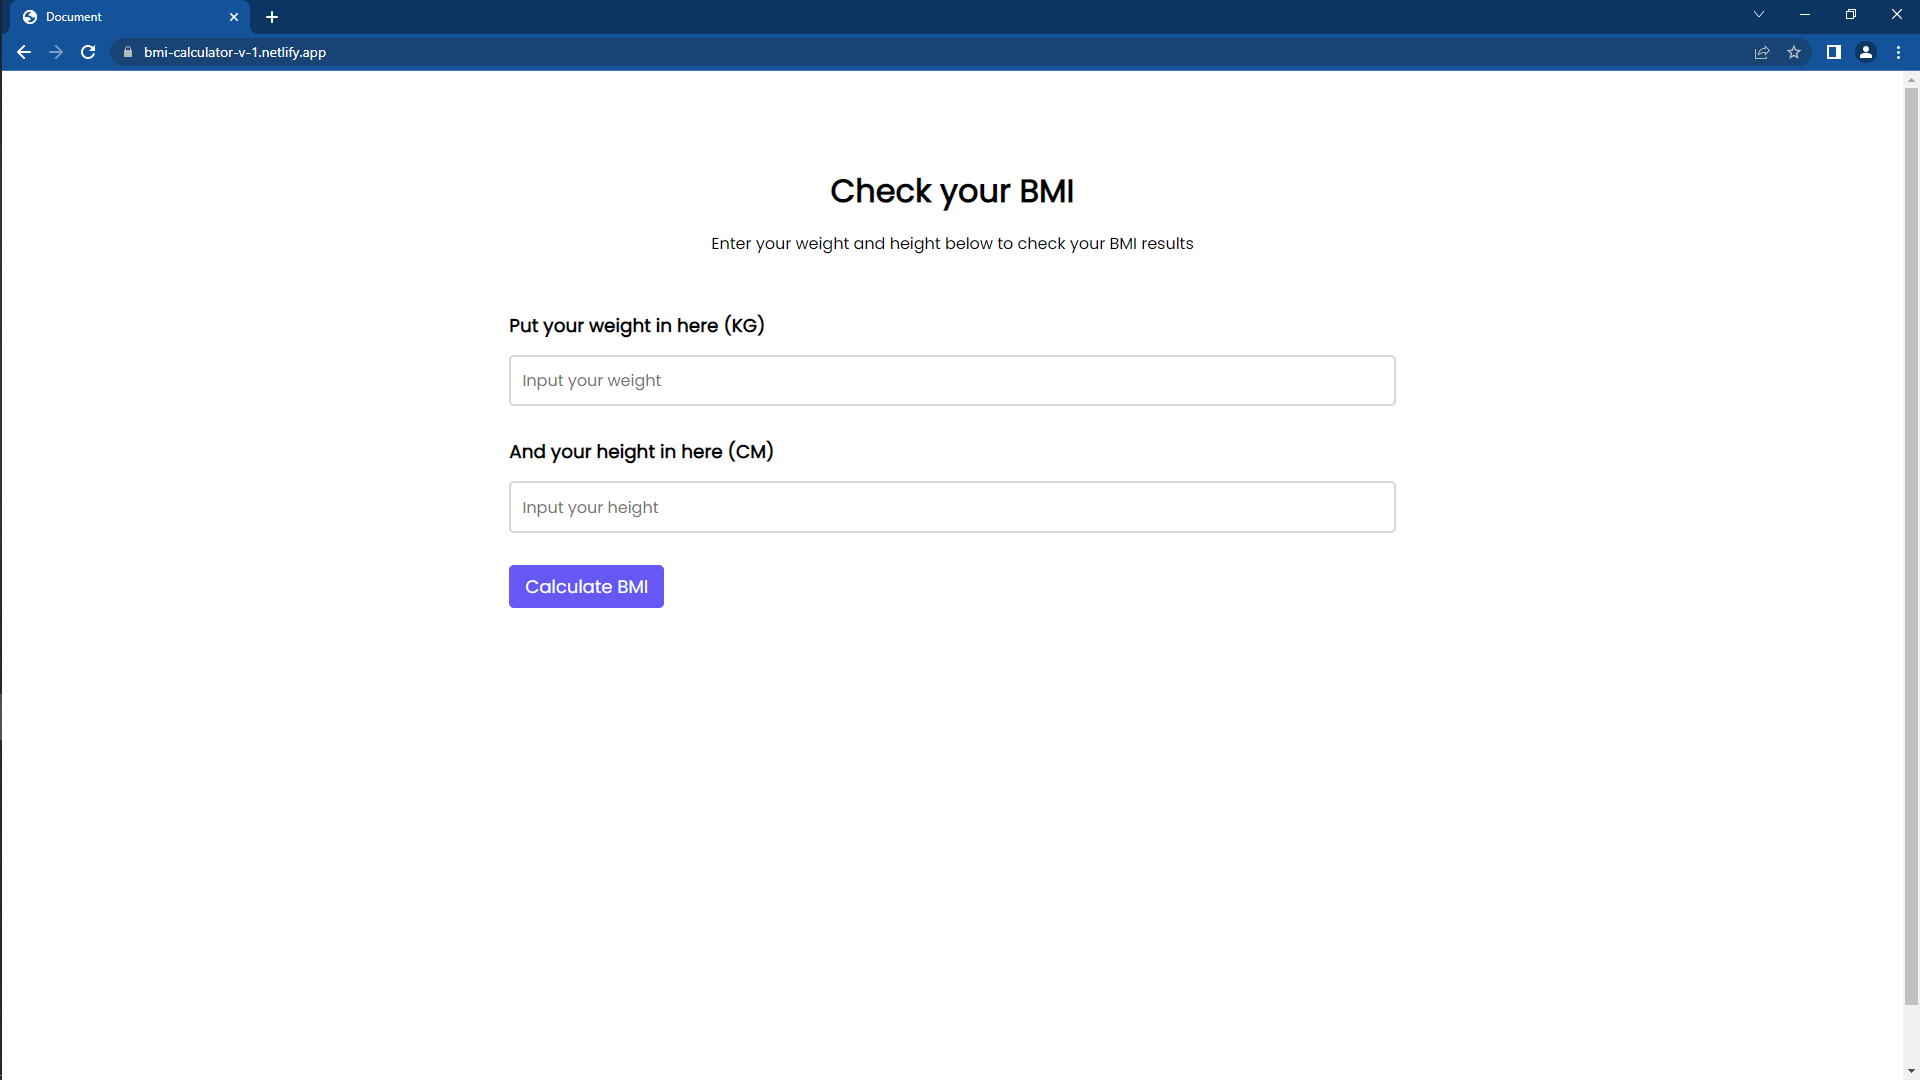 Document
bmi-calculator-v-1.netlify.app
Check your BMI
Enter your weight and height below to check your BMI results
Put your weight in here (KG)
Input your weight
And your height in here (CM)
Input your height
Calculate BMI